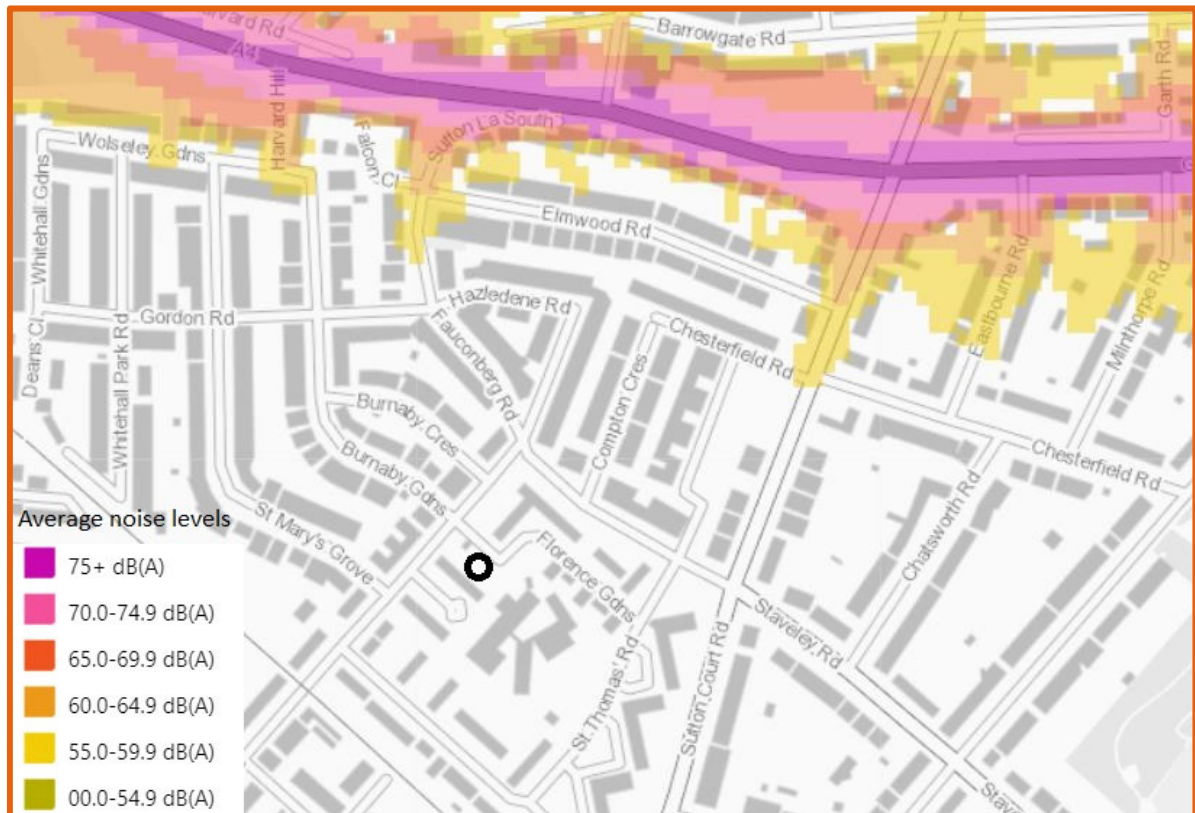 Barrowgate Rd
A4
Garth Rd
Harvard Hill
Sutton La South
Falcon Cl
Wolseley Gdns
Whitehall Gdns
Elmwood Rd
Eastbourne Rd
Milnthorpe Rd
Hazledene Rd
Gordon Rd
Deans Cl
Whitehall Park Rd
Fauconberg Rd
Chesterfield Rd
Compton Cres
Burnaby Cres
Burnaby Gdns
Chesterfield Rd
Chatsworth Rd
St Mary's Grove
Florence Gdns
Staveley Rd
St Thomas' Rd
Sutton Court Rd
Average noise levels
75+ dB(A)
70.0-74.9 dB(A)
65.0-69.9 dB(A)
60.0-64.9 dB(A)
55.0-59.9 dB(A)
00.0-54.9 dB(A)